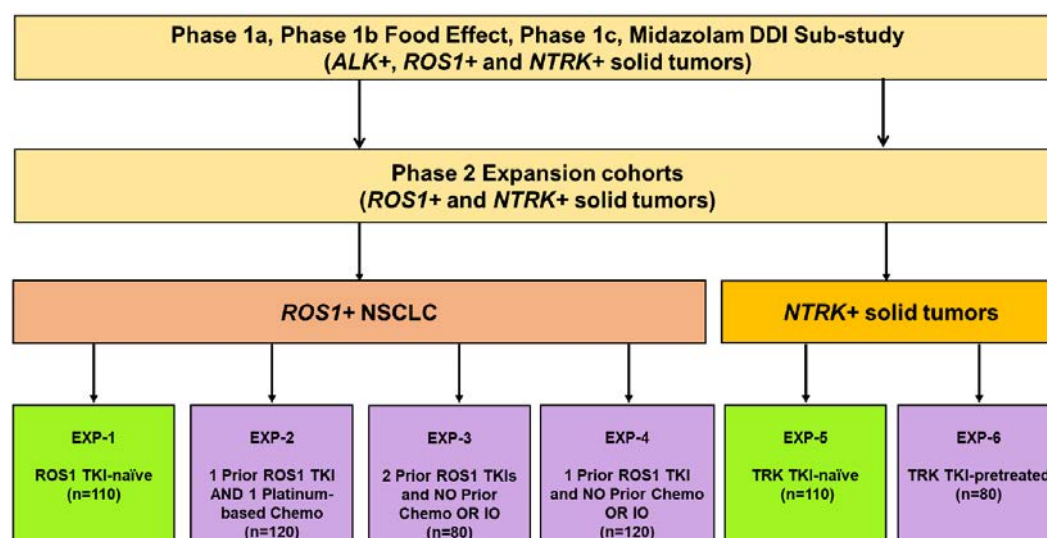 Phase 1a, Phase 1b Food Effect, Phase 1c, Midazolam DDI Sub-study
(ALK+, ROS1+ and NTRK+ solid tumors)
Phase 2 Expansion cohorts
(ROS1+ and NTRK+ solid tumors)
ROS1+ NSCLC
NTRK+ solid tumors
EXP-1
ROS1 TKI-naïve
(n=110)
EXP-2
1 Prior ROS1 TKI
AND 1 Platinum-
based Chemo
(n=120)
EXP-3
2 Prior ROS1 TKIs
and NO Prior
Chemo OR IO
(n=80)
EXP-4
1 Prior ROS1 TKI
and NO Prior Chemo
OR IO
(n=120)
EXP-5
TRK TKI-naïve
(n=110)
EXP-6
TRK TKI-pretreated
(n=80)